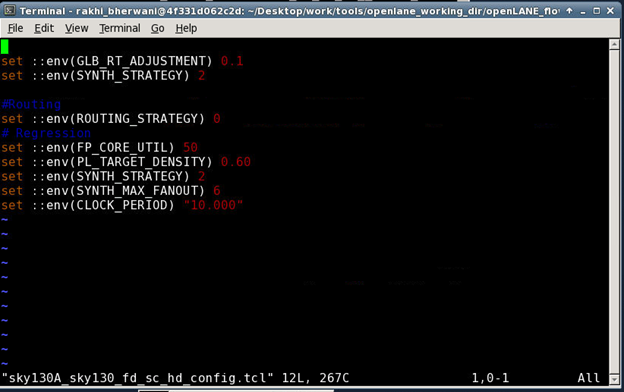 Terminal - rakhi_bherwani@4f331d062c2d: ~/Desktop/work/tools/openlane_working_dir/openLANE_flo
File Edit View Terminal Go Help
set ::env(GLB_RT_ADJUSTMENT) 0.1
set ::env(SYNTH_STRATEGY) 2
#Routing
set ::env(ROUTING_STRATEGY) 0
# Regression
set ::env(FP_CORE_UTIL) 50
set ::env(PL_TARGET_DENSITY) 0.60
set ::env(SYNTH_STRATEGY) 2
set ::env(SYNTH_MAX_FANOUT) 6
set ::env(CLOCK_PERIOD) "10.000"
~
~
~
~
~
~
~
~
~
~
~
"sky130A_sky130_fd_sc_hd_config.tcl" 12L, 267C 1,0-1 All